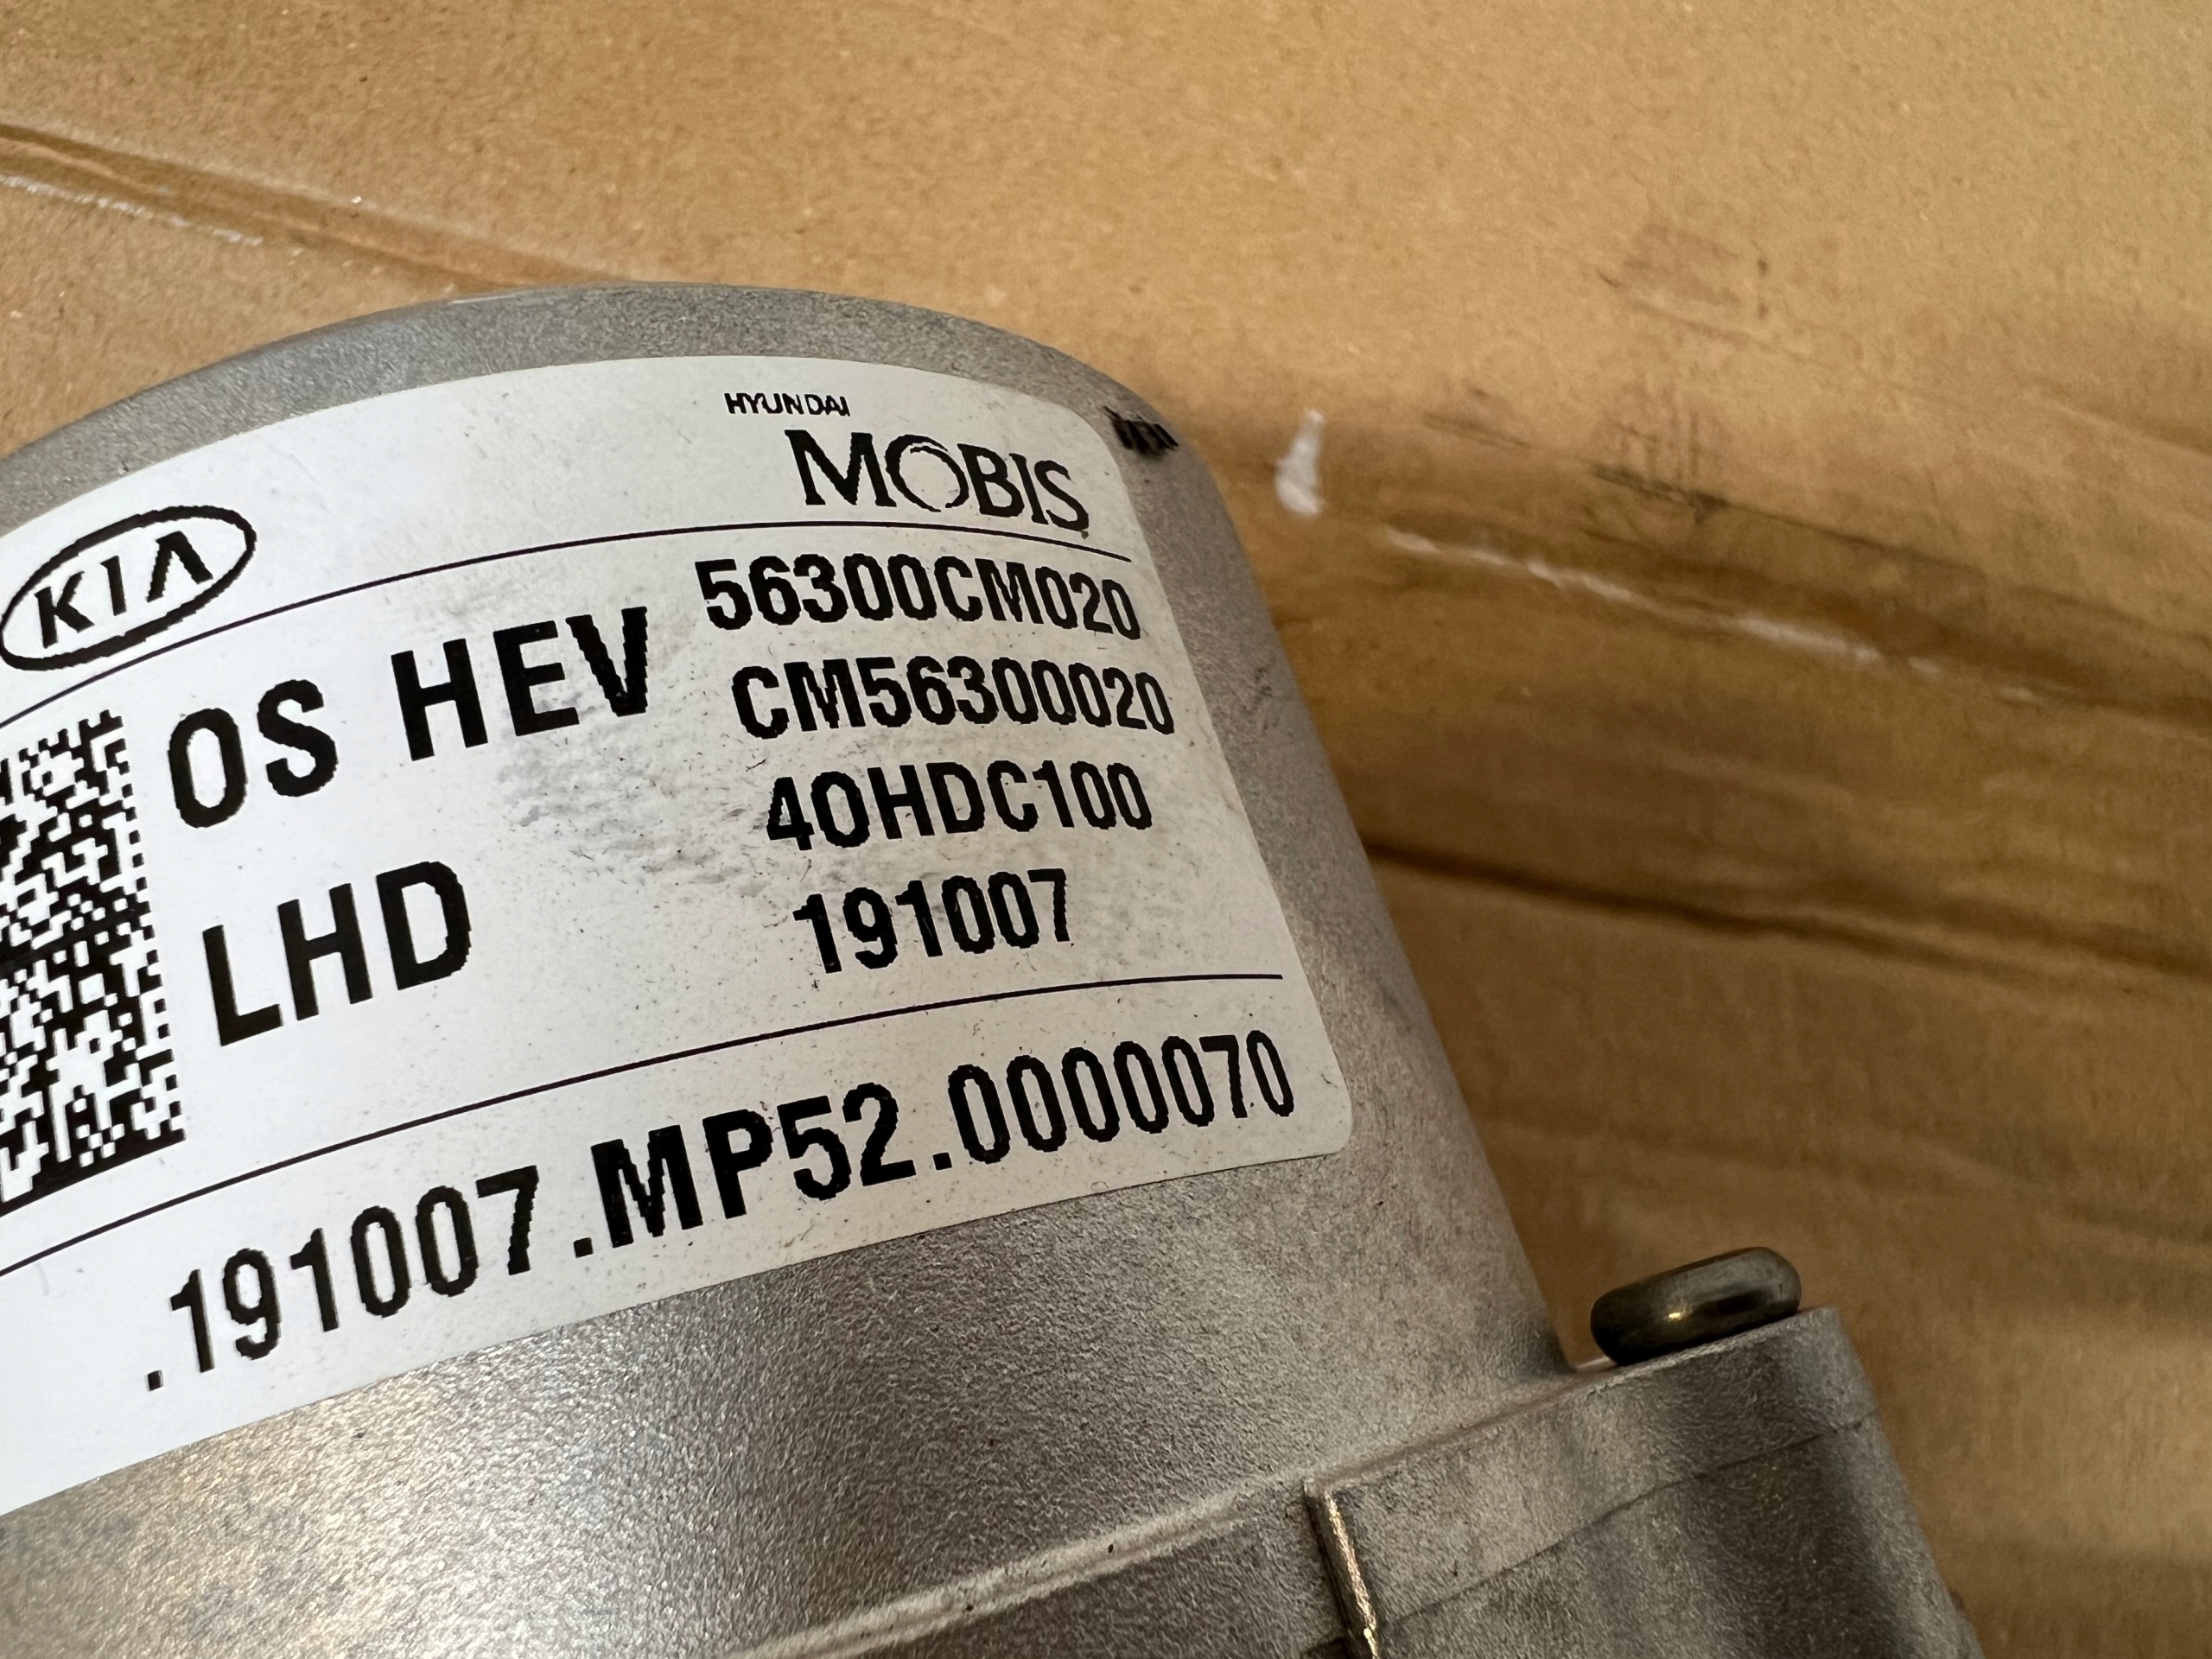 HYUNDAI
MOBIS
KIA
OS HEV
LHD
56300CM020
CM56300020
40HDC100
191007
.191007.MP52.0000070